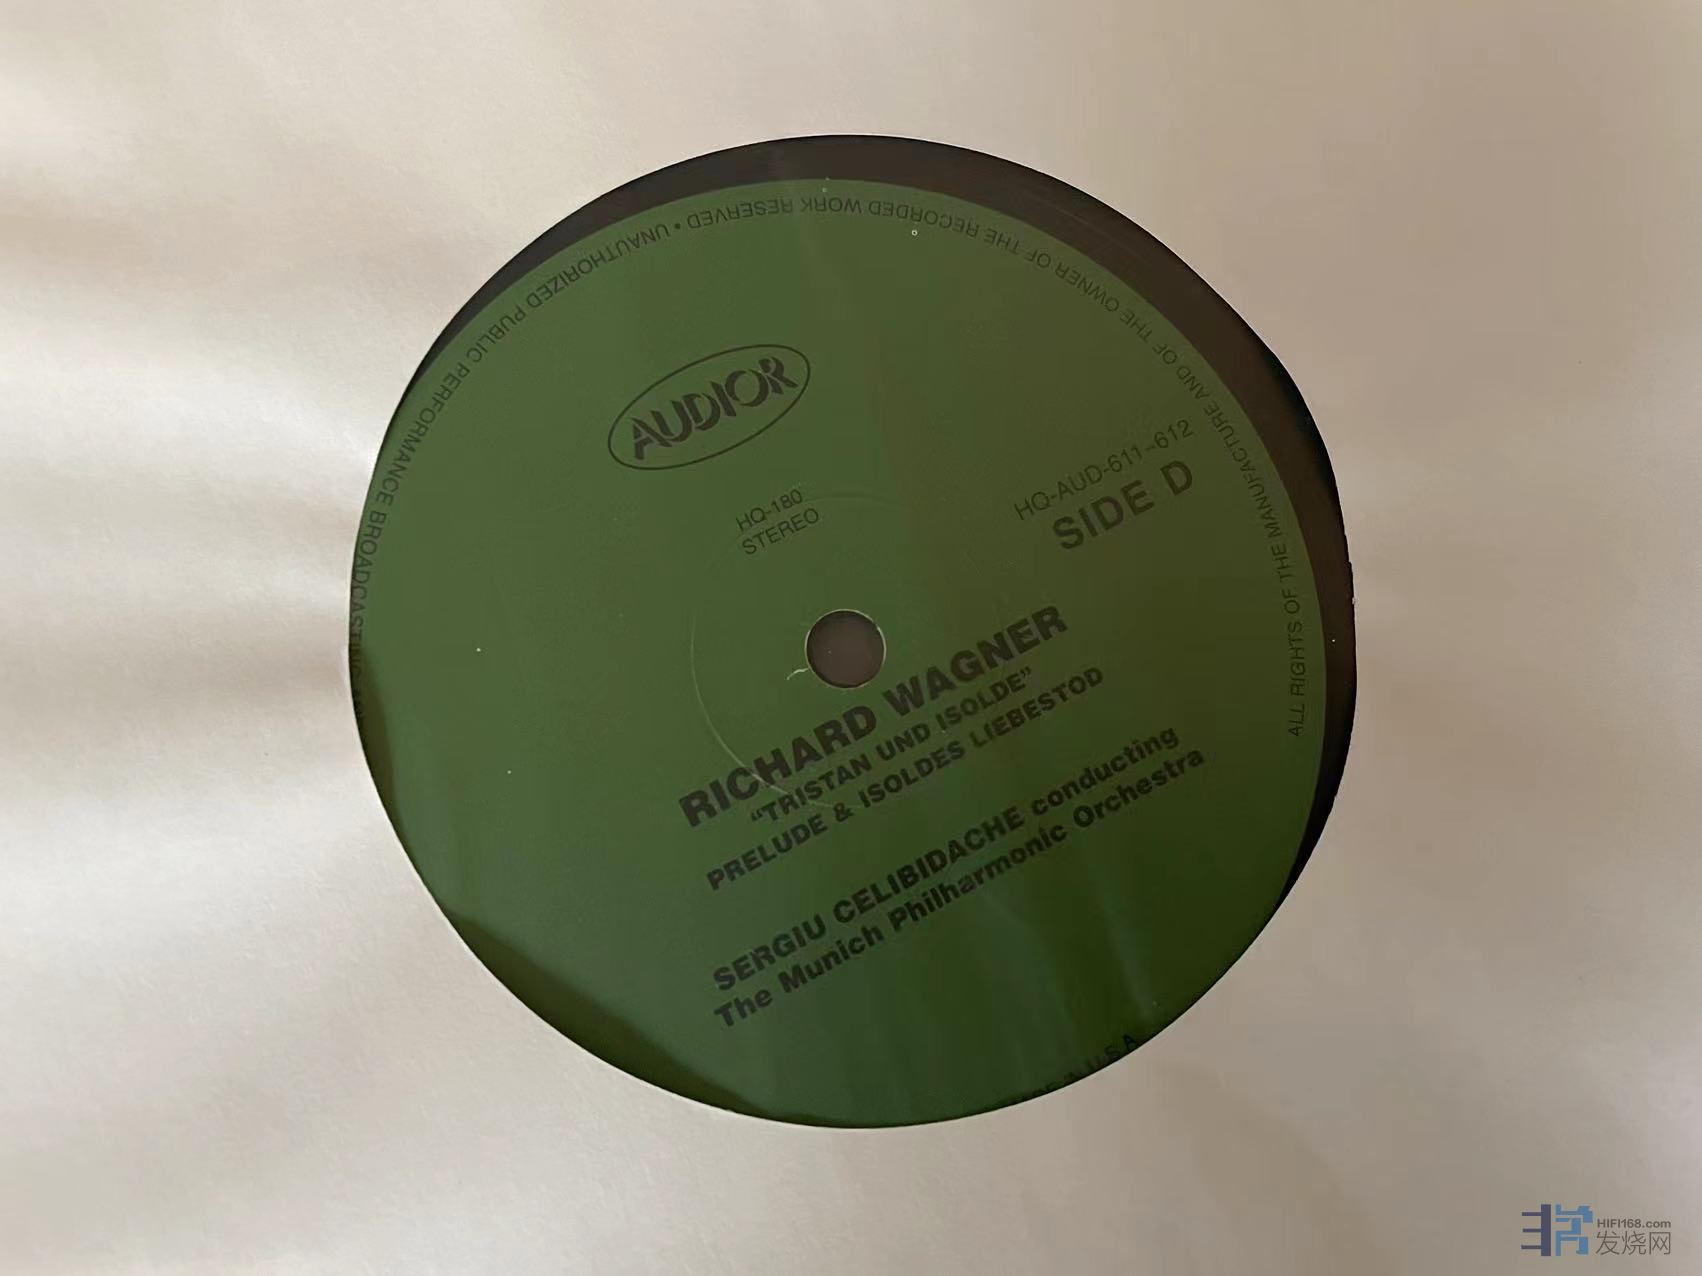 AUDIOR
HQ-180
STEREO
HQ-AUD-611-612
SIDE D
RICHARD WAGNER
“TRISTAN UND ISOLDE”
PRELUDE & ISOLDES LIEBESTOD
SERGIU CELIBIDACHE conducting
The Munich Philharmonic Orchestra
ALL RIGHTS OF THE MANUFACTURE AND OF THE OWNER OF THE RECORDED WORK RESERVED • UNAUTHORIZED PUBLIC PERFORMANCE BROADCASTING
U.S.A.
HIFI168.com
发烧网